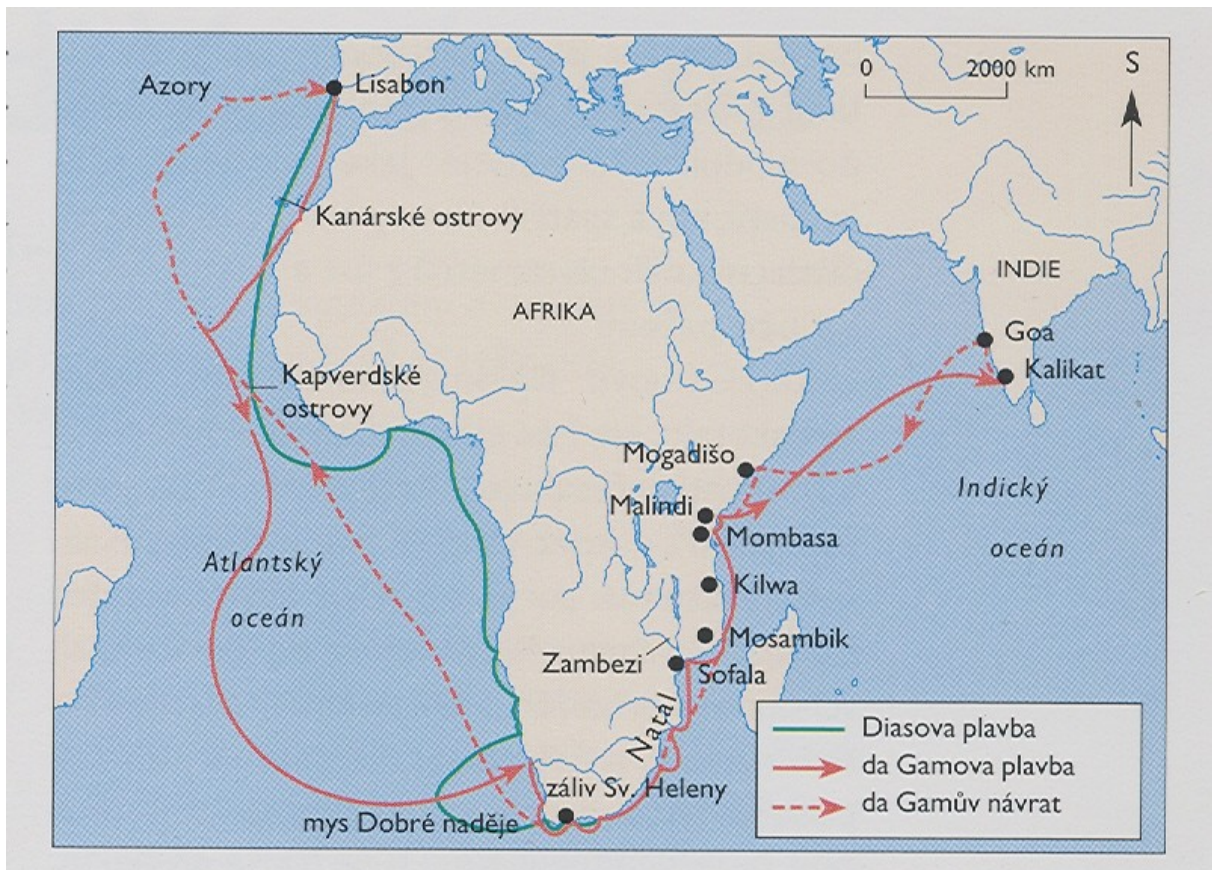 Azory
Lisabon
0 2000 km
S
Kanárské ostrovy
AFRIKA
INDIE
Goa
Kalikat
Kapverdské
ostrovy
Mogadišo
Malindi
Indický
oceán
Mombasa
Atlantský
oceán
Kilwa
Mosambik
Zambezi
Sofala
Natal
záliv Sv. Heleny
mys Dobré naděje
Diasova plavba
da Gamova plavba
da Gamův návrat